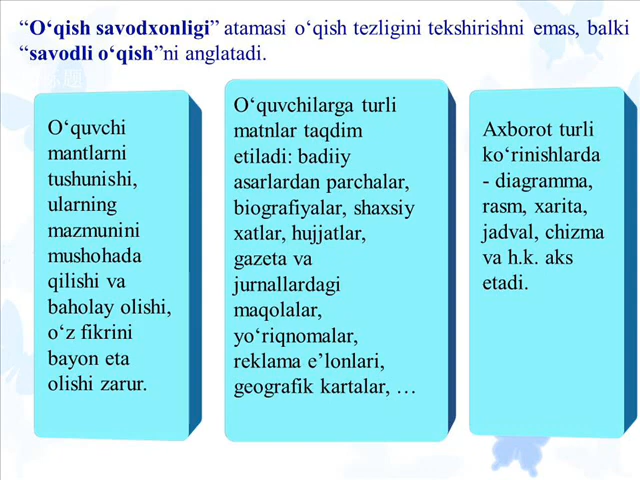 “O‘qish savodxonligi” atamasi o‘qish tezligini tekshirishni emas, balki
“savodli o‘qish”ni anglatadi.
O‘quvchi
mantlarni
tushunishi,
ularning
mazmunini
mushohada
qilishi va
baholay olishi,
o‘z fikrini
bayon eta
olishi zarur.
O‘quvchilarga turli
matnlar taqdim
etiladi: badiiy
asarlardan parchalar,
biografiyalar, shaxsiy
xatlar, hujjatlar,
gazeta va
jurnallardagi
maqolalar,
yo‘riqnomalar,
reklama e’lonlari,
geografik kartalar, …
Axborot turli
ko‘rinishlarda
- diagramma,
rasm, xarita,
jadval, chizma
va h.k. aks
etadi.